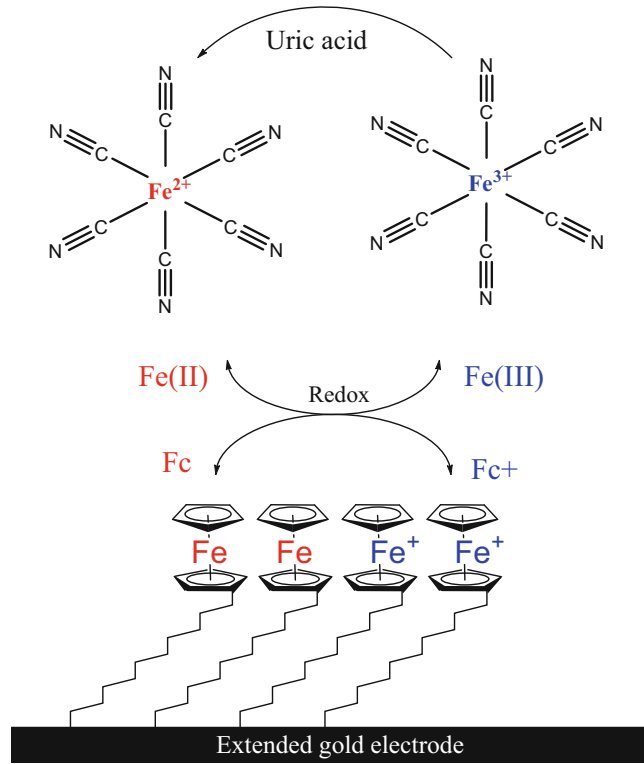 Uric acid
N
N
C
C
N
C
C
N
N
C
C
N
Fe²⁺
Fe³⁺
N
C
C
N
N
C
C
N
C
C
N
N
Fe(II)
Redox
Fe(III)
Fc
Fc+
Fe
Fe
Fe⁺
Fe⁺
Extended gold electrode